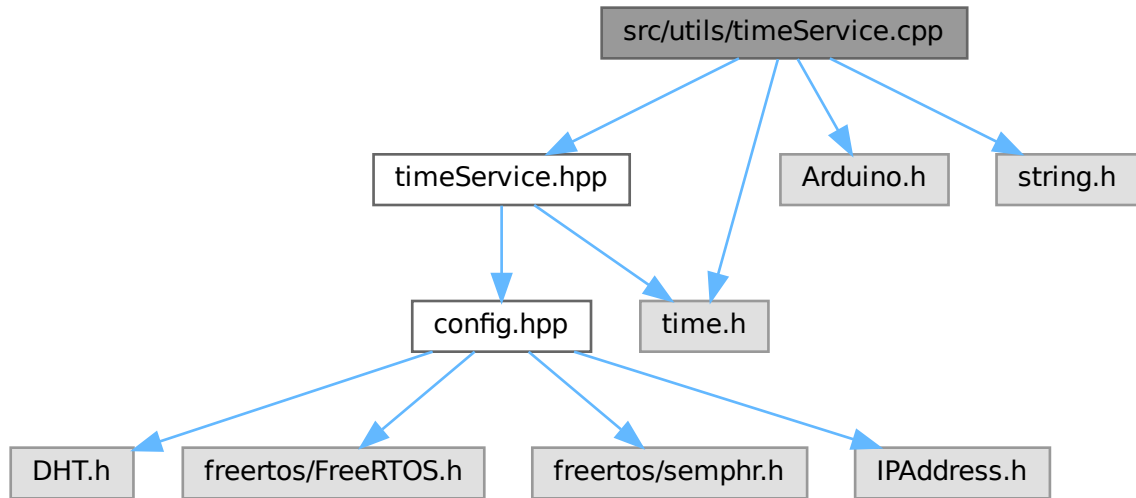 src/utils/timeService.cpp
timeService.hpp
Arduino.h
string.h
config.hpp
time.h
DHT.h
freertos/FreeRTOS.h
freertos/semphr.h
IPAddress.h